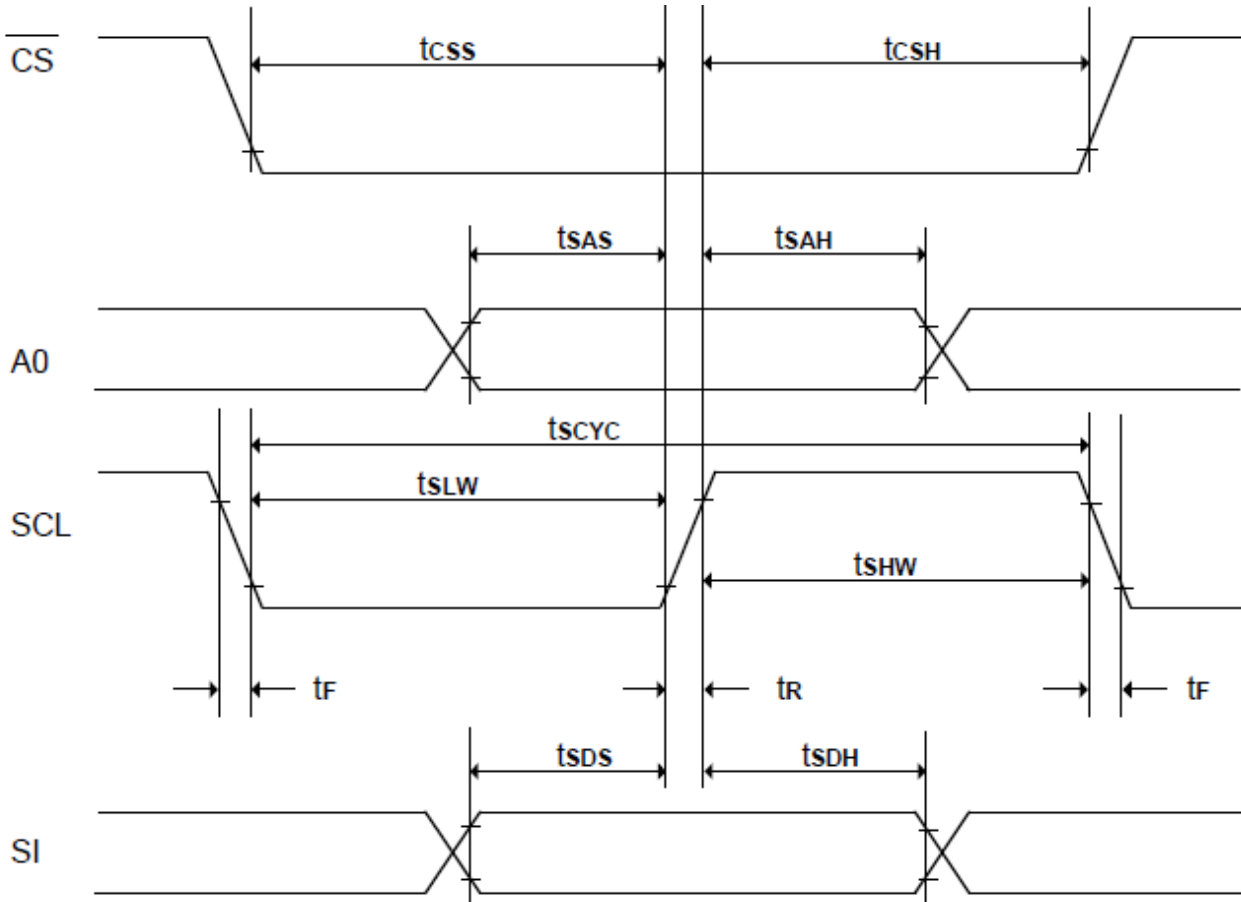 CS
tCSS tCSH
tSAS tSAH
A0
tSCYC
tSLW
SCL
tSHW
tF tR tF
tSDS tSDH
SI